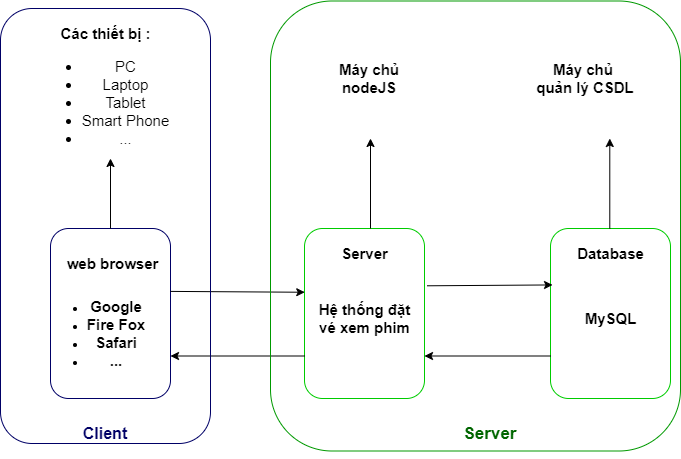 Các thiết bị :
PC
Laptop
Tablet
Smart Phone
...
web browser
Google
Fire Fox
Safari
...
Client
Máy chủ
nodeJS
Máy chủ
quản lý CSDL
Server
Hệ thống đặt
vé xem phim
Database
MySQL
Server